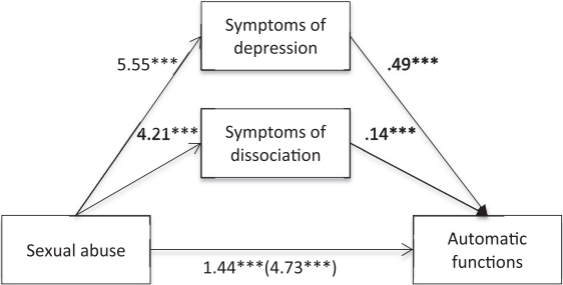 Symptoms of
depression
5.55***
.49***
4.21***
Symptoms of
dissociation
.14***
Sexual abuse
Automatic
functions
1.44***(4.73***)